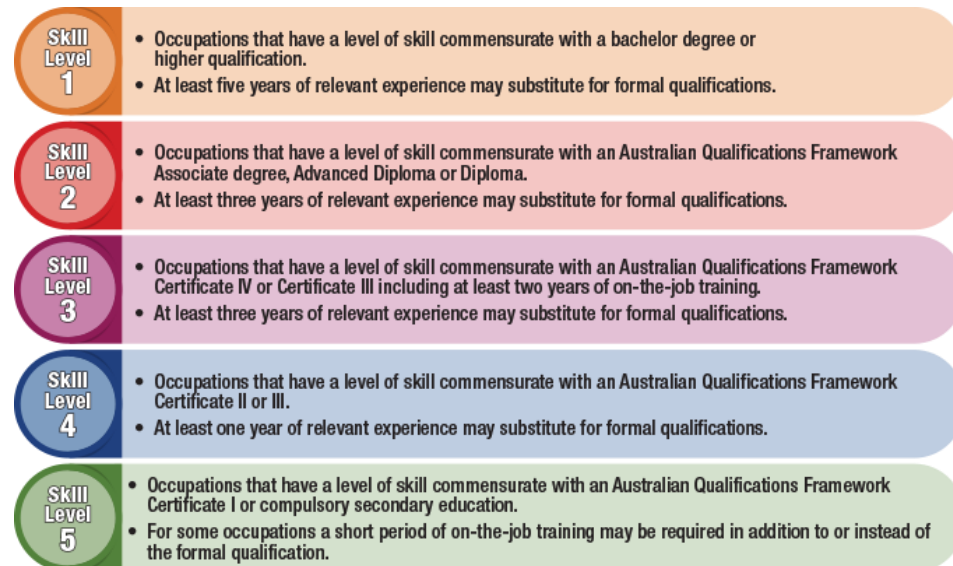 Skill
Level
1
• Occupations that have a level of skill commensurate with a bachelor degree or
higher qualification.
• At least five years of relevant experience may substitute for formal qualifications.
Skill
Level
2
• Occupations that have a level of skill commensurate with an Australian Qualifications Framework
Associate degree, Advanced Diploma or Diploma.
• At least three years of relevant experience may substitute for formal qualifications.
Skill
Level
3
• Occupations that have a level of skill commensurate with an Australian Qualifications Framework
Certificate IV or Certificate III including at least two years of on-the-job training.
• At least three years of relevant experience may substitute for formal qualifications.
Skill
Level
4
• Occupations that have a level of skill commensurate with an Australian Qualifications Framework
Certificate II or III.
• At least one year of relevant experience may substitute for formal qualifications.
Skill
Level
5
• Occupations that have a level of skill commensurate with an Australian Qualifications Framework
Certificate I or compulsory secondary education.
• For some occupations a short period of on-the-job training may be required in addition to or instead of
the formal qualification.